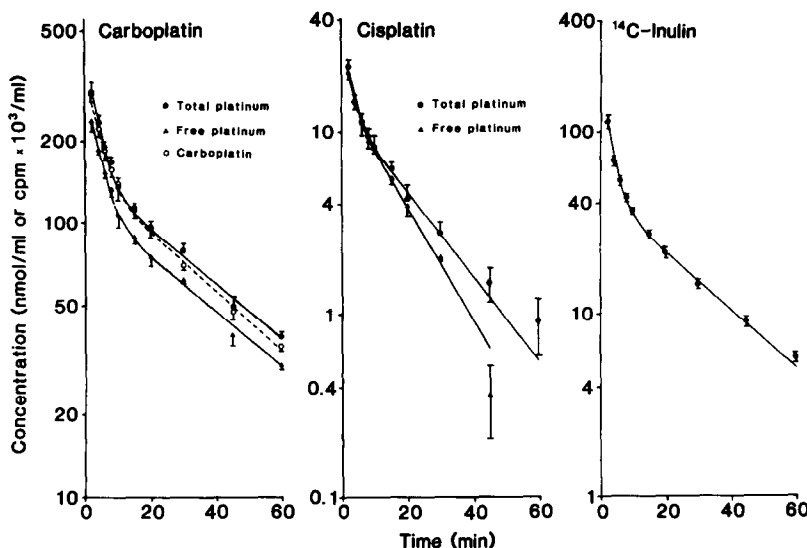 Concentration (nmol/ml or cpm × 10³/ml)
Carboplatin
500
200
100
50
20
10
Total platinum
Free platinum
Carboplatin
0 20 40 60
Cisplatin
40
10
4
1
0.4
0.1
Total platinum
Free platinum
0 20 40 60
¹⁴C-Inulin
400
100
40
10
4
1
0 20 40 60
Time (min)